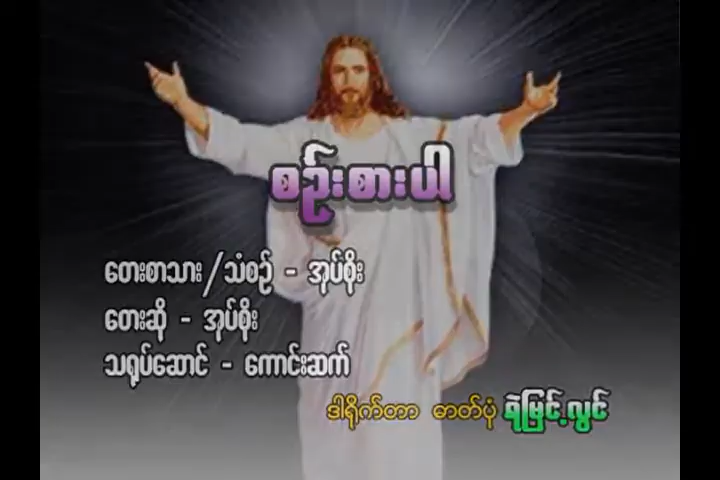 စဉ်းစားပါ
တေးစာသား/သံစဉ် - အုပ်စိုး
တေးဆို - အုပ်စိုး
သရုပ်ဆောင် - ကောင်းဆက်
ဒါရိုက်တာ ဓာတ်ပုံ ရဲမြင့်လွင်